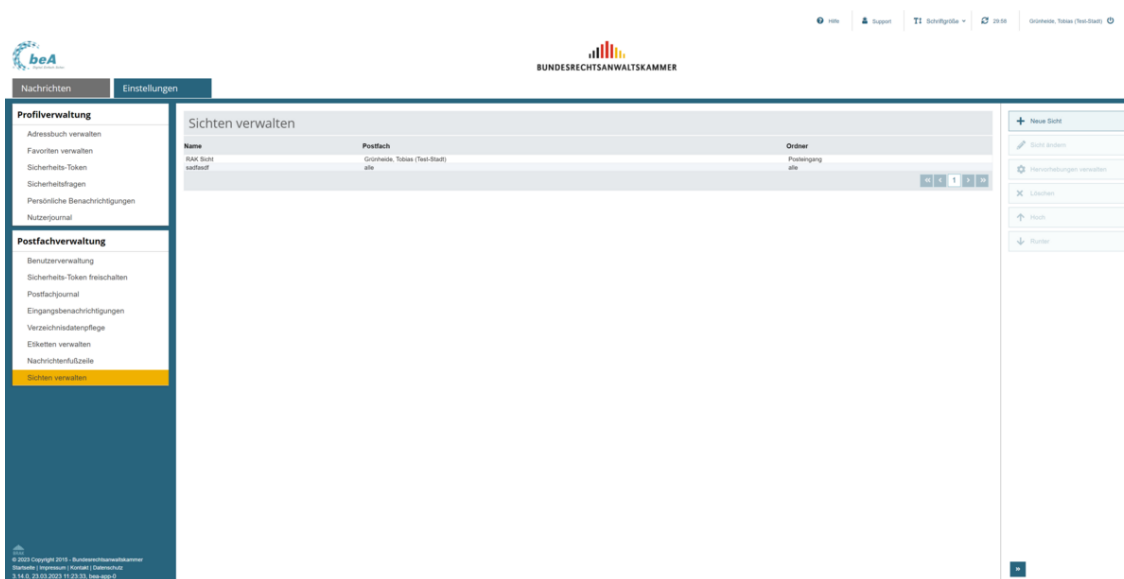 Hilfe Support Schriftgröße 28:58 Grünheide, Tobias (Test-Stadt)
beA
BUNDESRECHTSANWALTSKAMMER
Nachrichten Einstellungen
Profilverwaltung
Adressbuch verwalten
Favoriten verwalten
Sicherheits-Token
Sicherheitsfragen
Persönliche Benachrichtigungen
Nutzerjournal
Postfachverwaltung
Benutzerverwaltung
Sicherheits-Token freischalten
Postfachjournal
Eingangsbenachrichtigungen
Verzeichnisdatenpflege
Etiketten verwalten
Nachrichtenfußzeile
Sichten verwalten
© 2023 Copyright 2015 - Bundesrechtsanwaltskammer
Startseite | Impressum | Kontakt | Datenschutz
3.14.0, 23.03.2023 11:23:33, bea-app-0
Sichten verwalten
Name Postfach Ordner
RAK Sicht Grünheide, Tobias (Test-Stadt) Posteingang
alle alle
« < 1 > »
Neue Sicht
Sicht ändern
Hervorhebungen verwalten
Löschen
Hoch
Runter
»